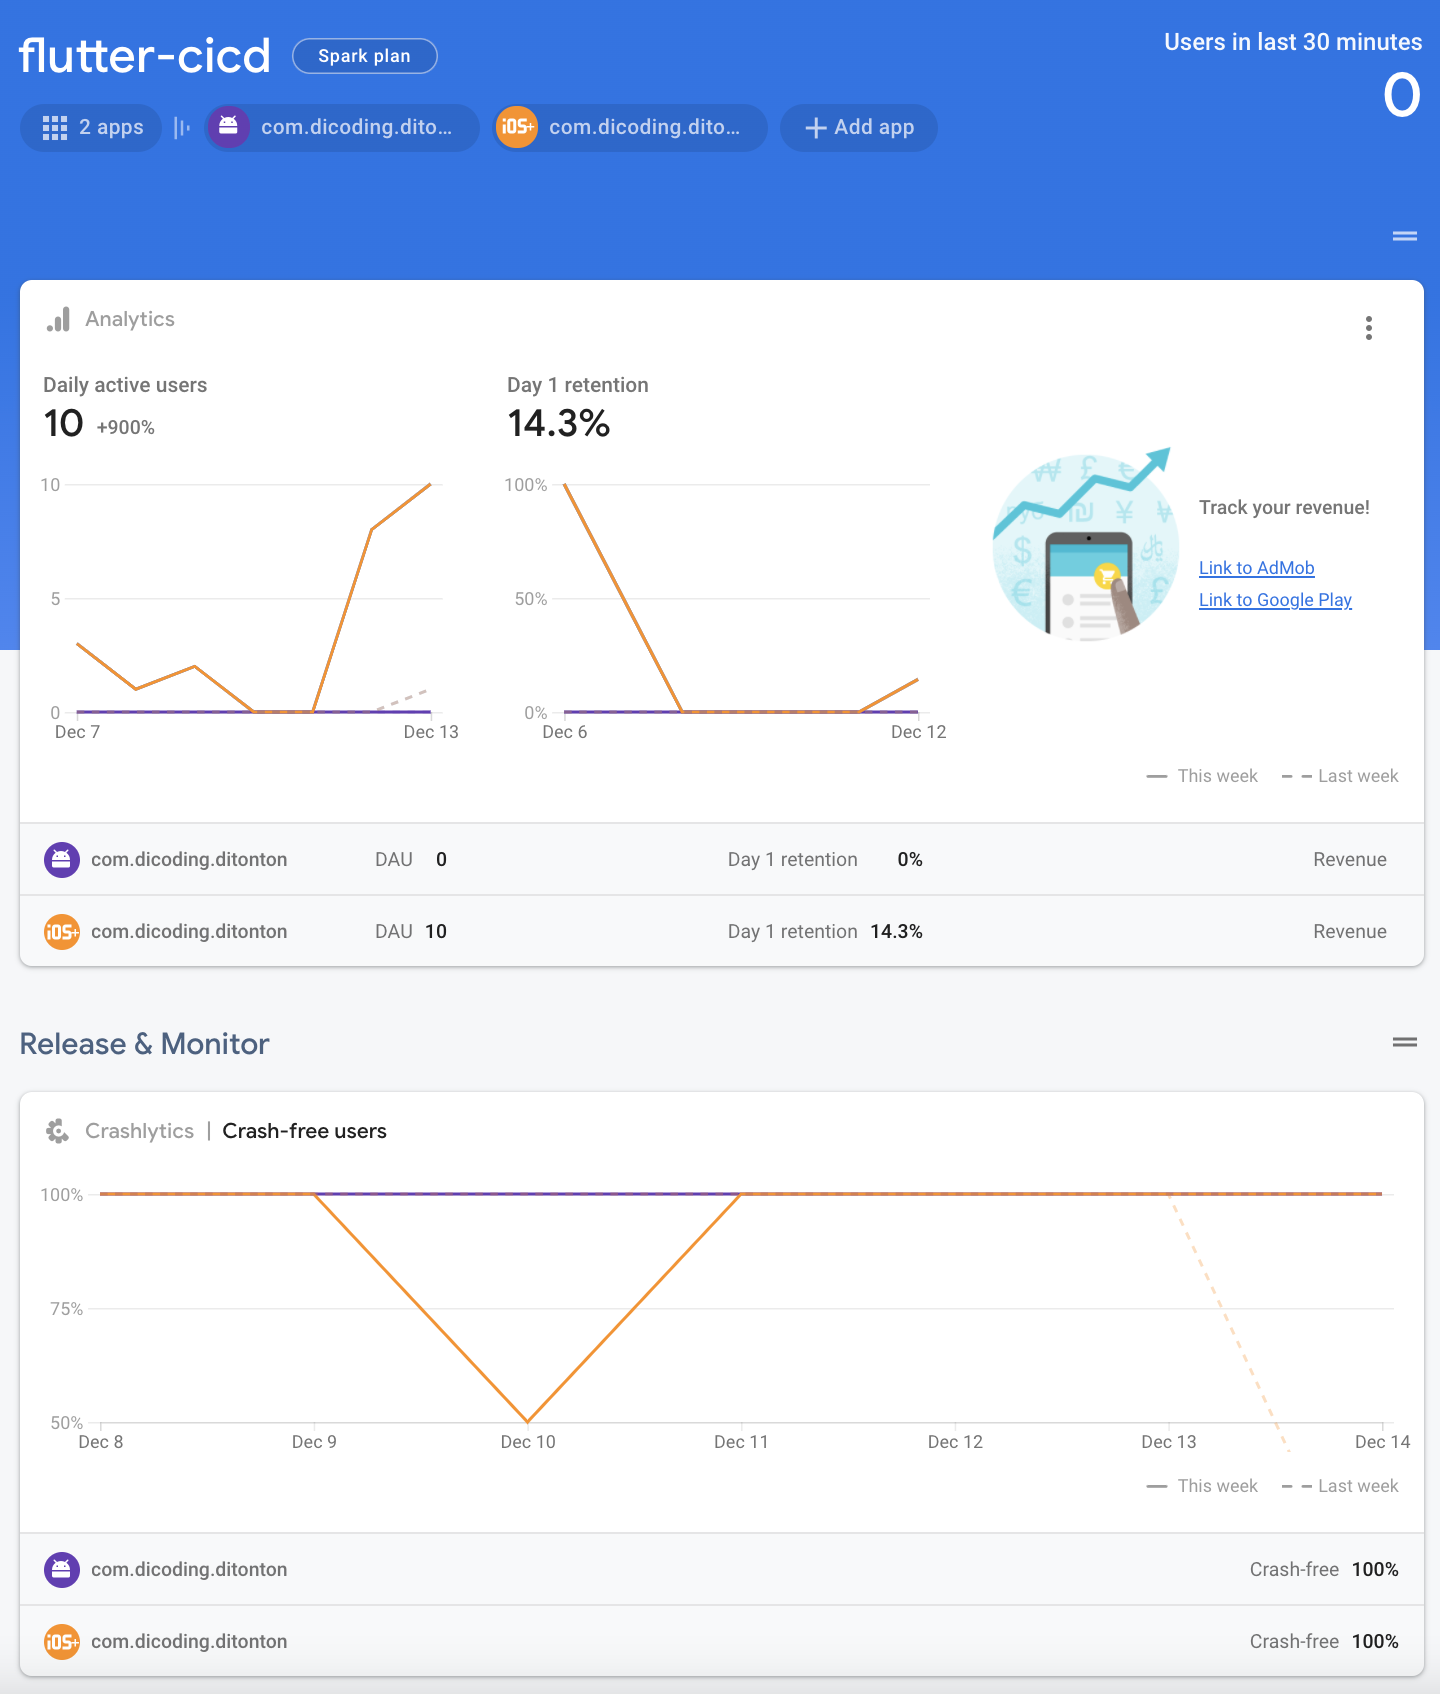 flutter-cicd
Spark plan
Users in last 30 minutes
0
2 apps
com.dicoding.dito...
iOS+
com.dicoding.dito...
Add app
Analytics
Daily active users
10 +900%
10
5
0
Dec 7
Dec 13
Day 1 retention
14.3%
100%
50%
0%
Dec 6
Dec 12
Track your revenue!
Link to AdMob
Link to Google Play
This week
Last week
com.dicoding.ditonton DAU 0 Day 1 retention 0% Revenue
iOS+ com.dicoding.ditonton DAU 10 Day 1 retention 14.3% Revenue
Release & Monitor
Crashlytics | Crash-free users
100%
75%
50%
Dec 8 Dec 9 Dec 10 Dec 11 Dec 12 Dec 13 Dec 14
This week
Last week
com.dicoding.ditonton Crash-free 100%
iOS+ com.dicoding.ditonton Crash-free 100%